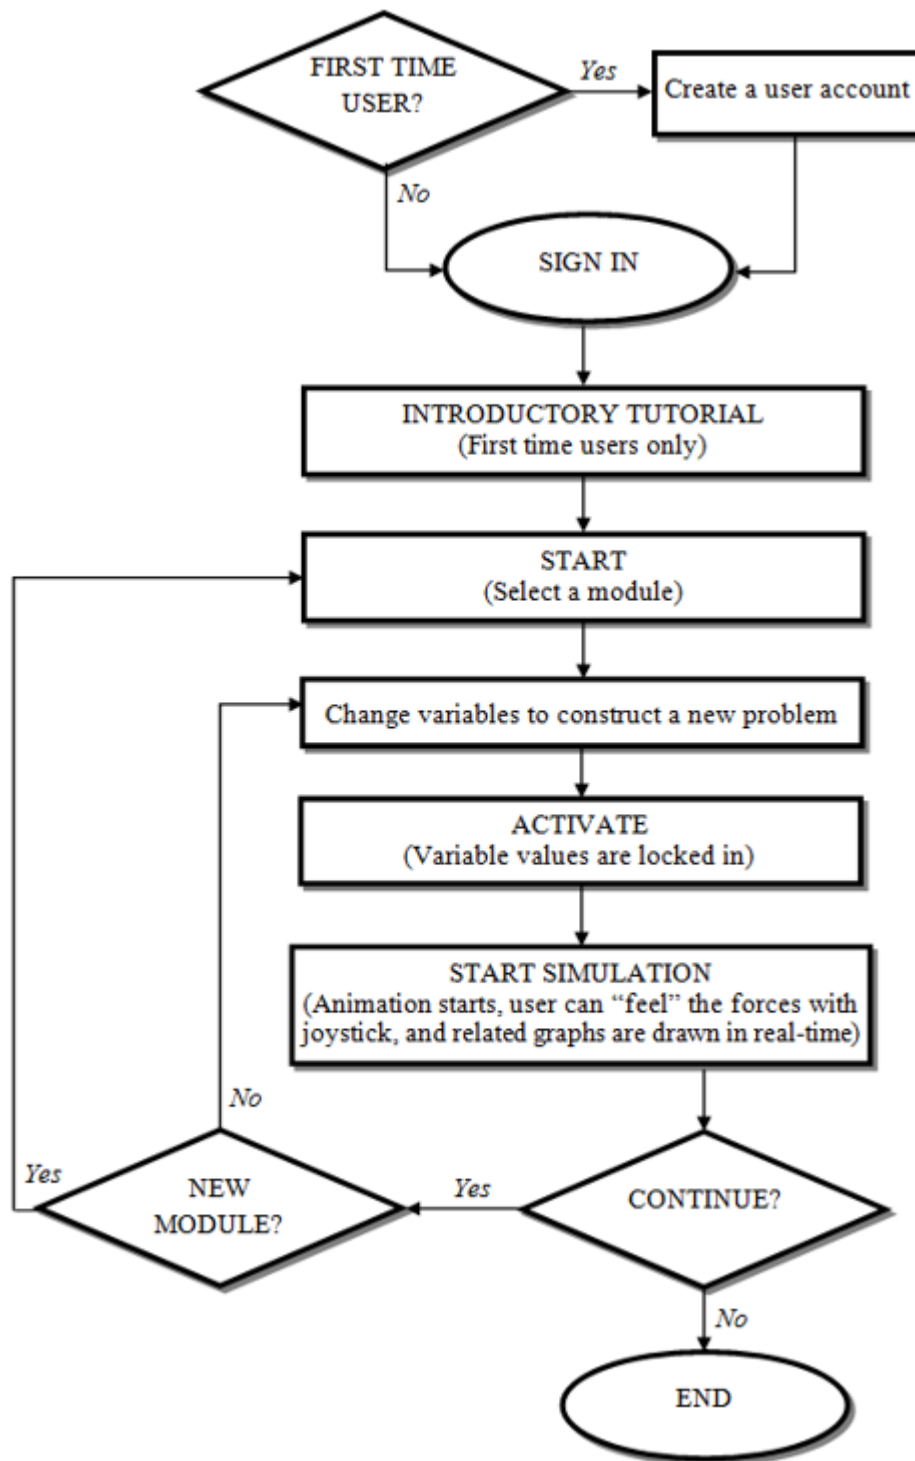 FIRST TIME
USER?
Yes
Create a user account
No
SIGN IN
INTRODUCTORY TUTORIAL
(First time users only)
START
(Select a module)
Change variables to construct a new problem
ACTIVATE
(Variable values are locked in)
START SIMULATION
(Animation starts, user can “feel” the forces with
joystick, and related graphs are drawn in real-time)
No
Yes
NEW
MODULE?
Yes
CONTINUE?
No
END